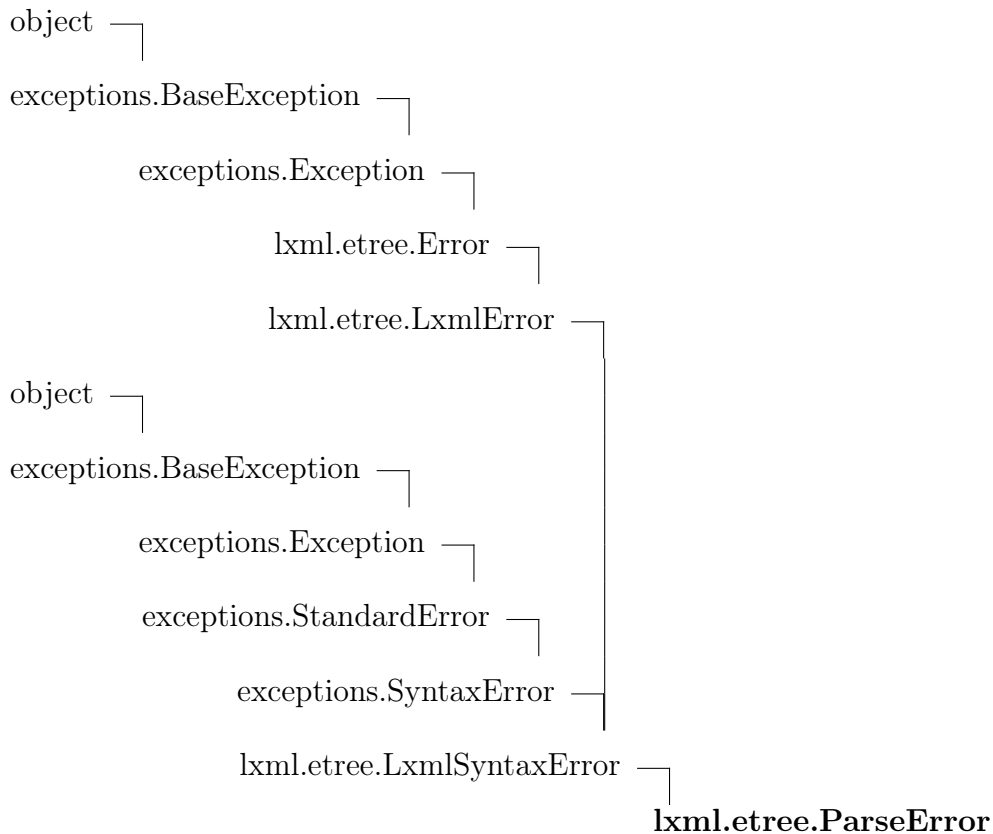 object
exceptions.BaseException
exceptions.Exception
lxml.etree.Error
lxml.etree.LxmlError
object
exceptions.BaseException
exceptions.Exception
exceptions.StandardError
exceptions.SyntaxError
lxml.etree.LxmlSyntaxError
lxml.etree.ParseError